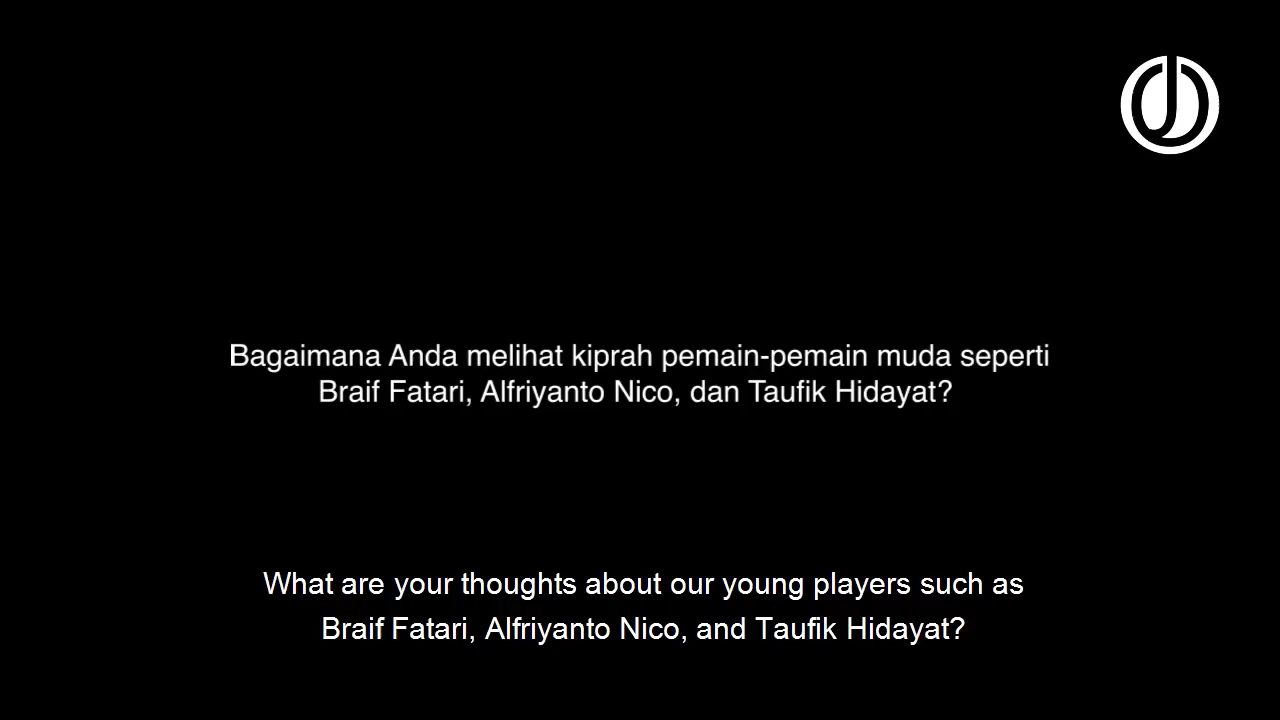 Bagaimana Anda melihat kiprah pemain-pemain muda seperti
Braif Fatari, Alfriyanto Nico, dan Taufik Hidayat?
What are your thoughts about our young players such as
Braif Fatari, Alfriyanto Nico, and Taufik Hidayat?